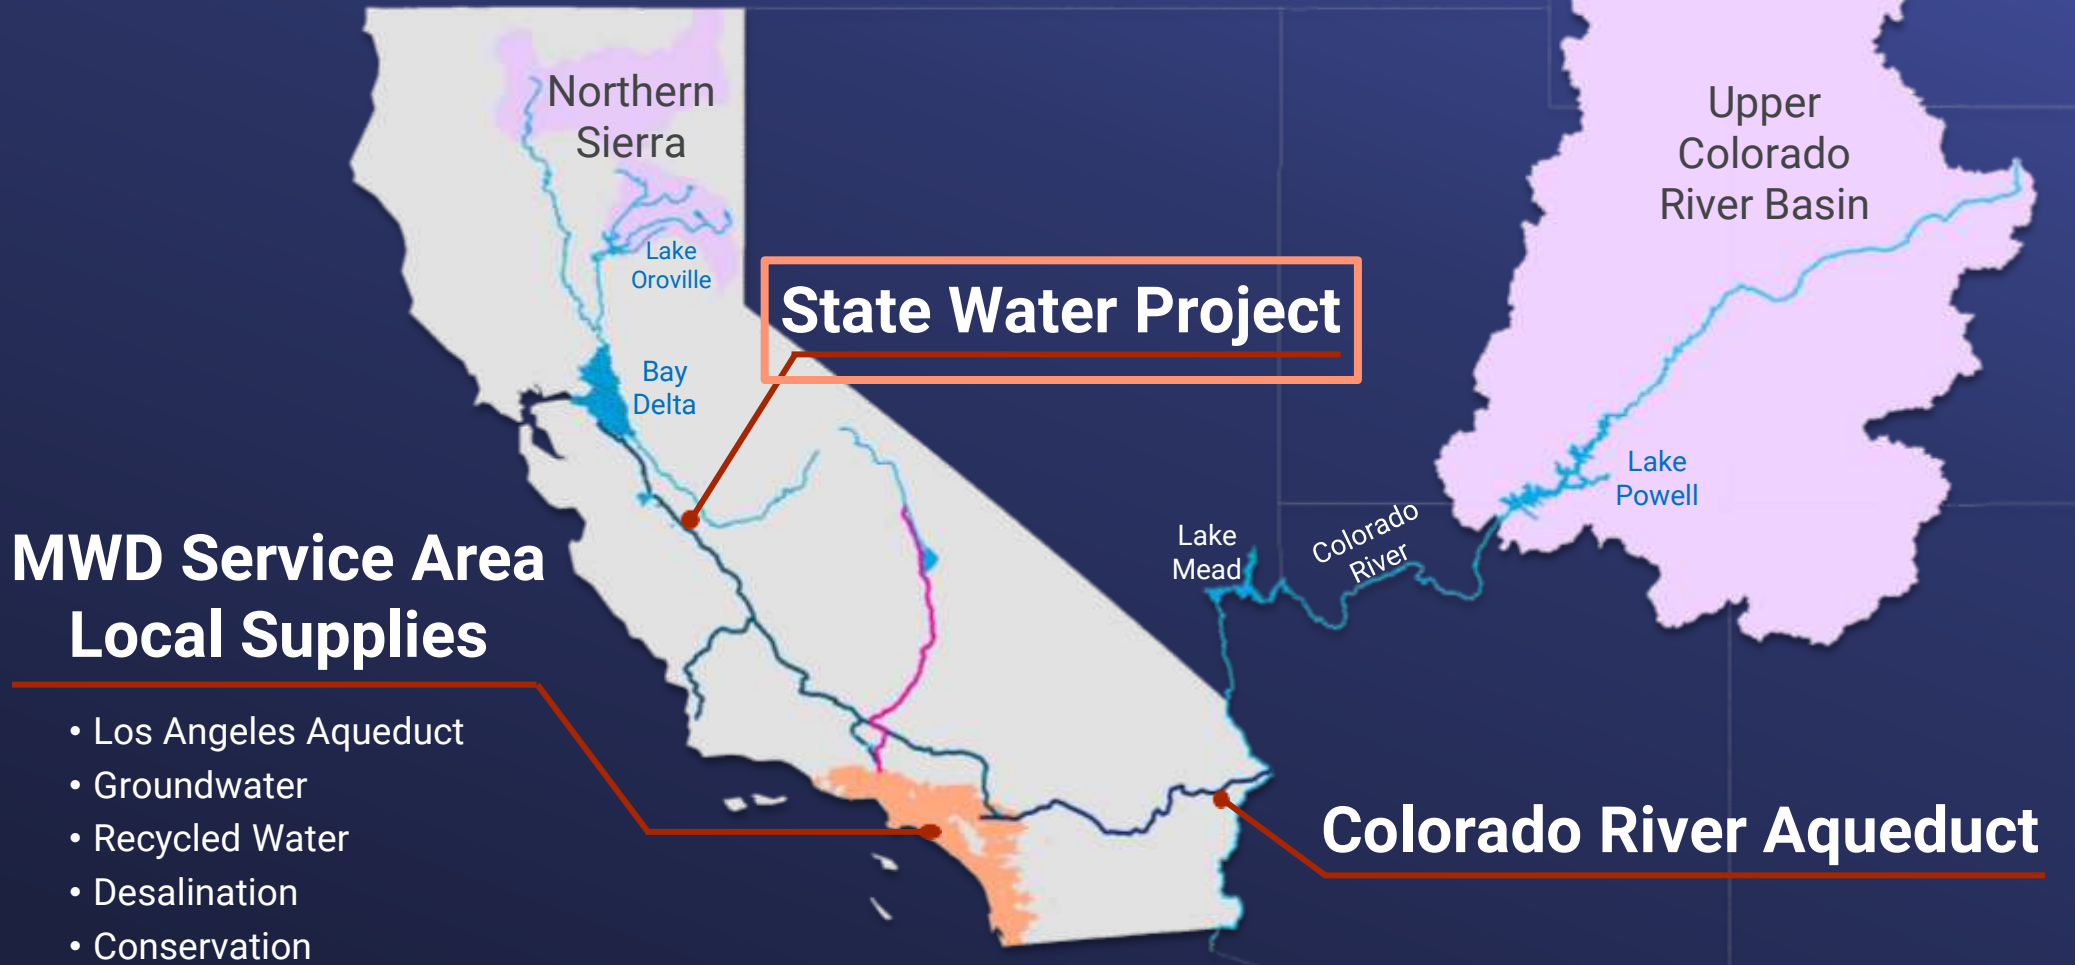 Northern
Sierra
Upper
Colorado
River Basin
Lake
Oroville
State Water Project
Bay
Delta
Lake
Powell
Lake
Mead
Colorado
River
MWD Service Area
Local Supplies
• Los Angeles Aqueduct
• Groundwater
• Recycled Water
• Desalination
• Conservation
Colorado River Aqueduct